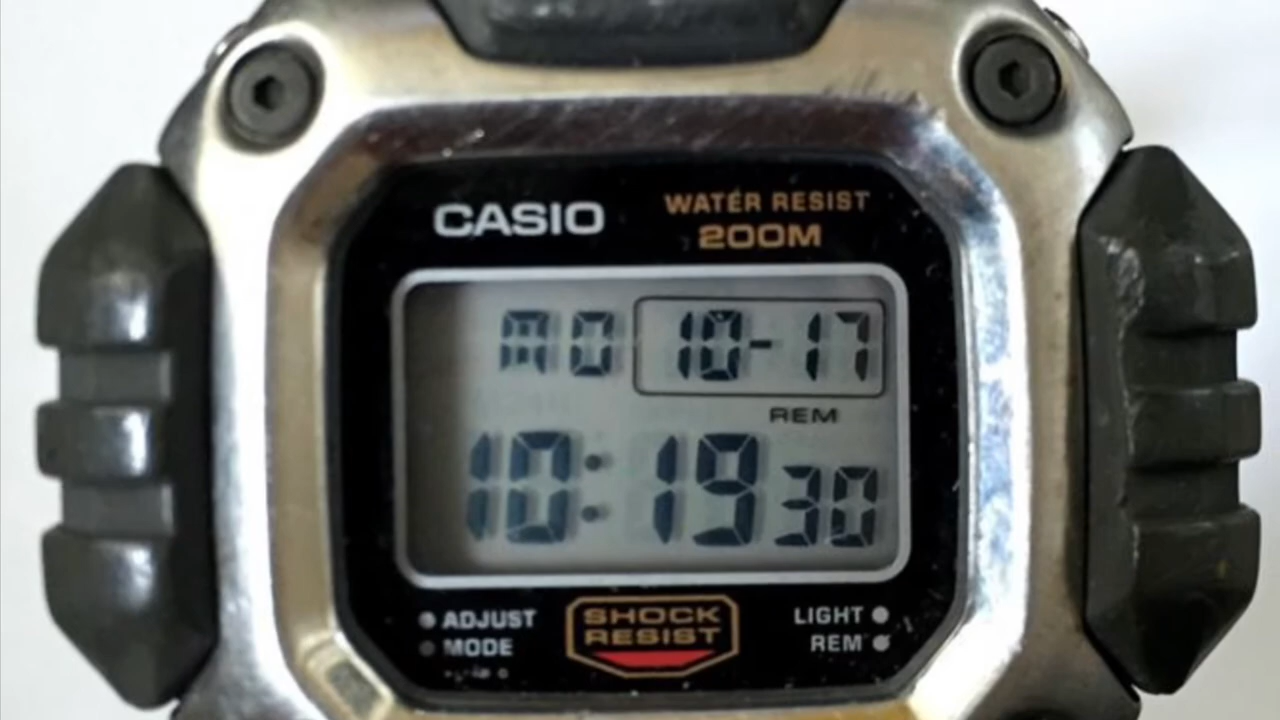 CASIO
WATER RESIST
200M
MO 10-17
REM
10:19 30
ADJUST
MODE
SHOCK
RESIST
LIGHT
REM